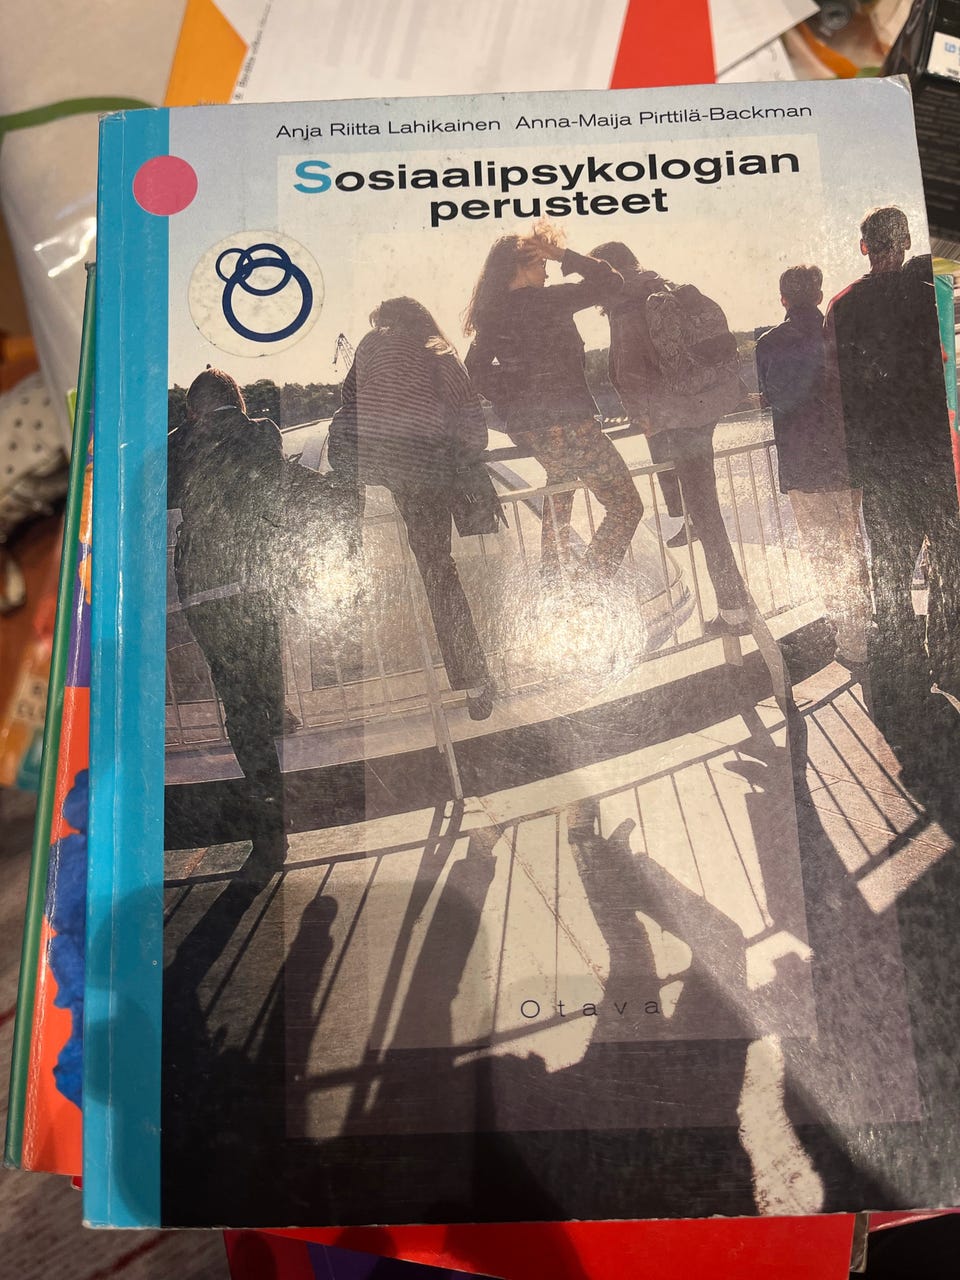 Anja Riitta Lahikainen Anna-Maija Pirttilä-Backman
Sosiaalipsykologian
perusteet
Otava